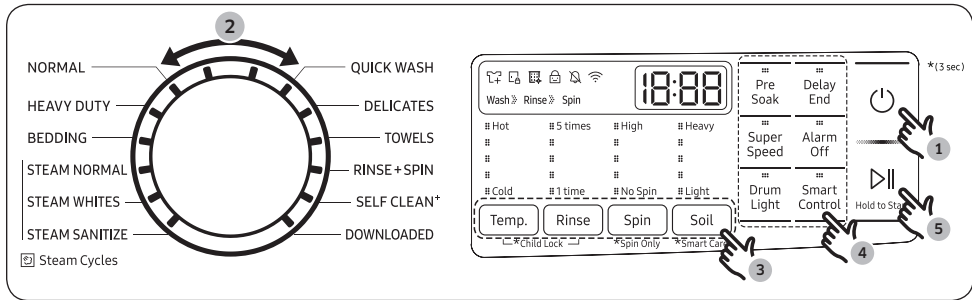 2
NORMAL
HEAVY DUTY
BEDDING
STEAM NORMAL
STEAM WHITES
STEAM SANITIZE
Steam Cycles
QUICK WASH
DELICATES
TOWELS
RINSE+SPIN
SELF CLEAN+
DOWNLOADED
Wash» Rinse» Spin
18:88
Hot 5 times High Heavy
Cold 1 time No Spin Light
Temp. Rinse Spin Soil
*Child Lock *Spin Only *Smart Care
3
Pre Soak
Delay End
Super Speed
Alarm Off
Drum Light
Smart Control
4
*(3 sec)
1
Hold to
5